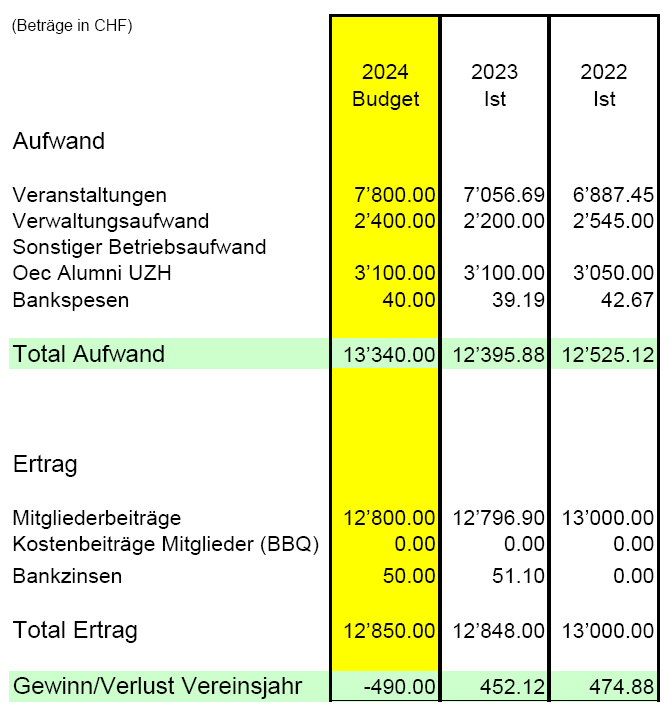 (Beträge in CHF)
2024 2023 2022
Budget Ist Ist
Aufwand
Veranstaltungen 7’800.00 7’056.69 6’887.45
Verwaltungsaufwand 2’400.00 2’200.00 2’545.00
Sonstiger Betriebsaufwand
Oec Alumni UZH 3’100.00 3’100.00 3’050.00
Bankspesen 40.00 39.19 42.67
Total Aufwand 13’340.00 12’395.88 12’525.12
Ertrag
Mitgliederbeiträge 12’800.00 12’796.90 13’000.00
Kostenbeiträge Mitglieder (BBQ) 0.00 0.00 0.00
Bankzinsen 50.00 51.10 0.00
Total Ertrag 12’850.00 12’848.00 13’000.00
Gewinn/Verlust Vereinsjahr -490.00 452.12 474.88